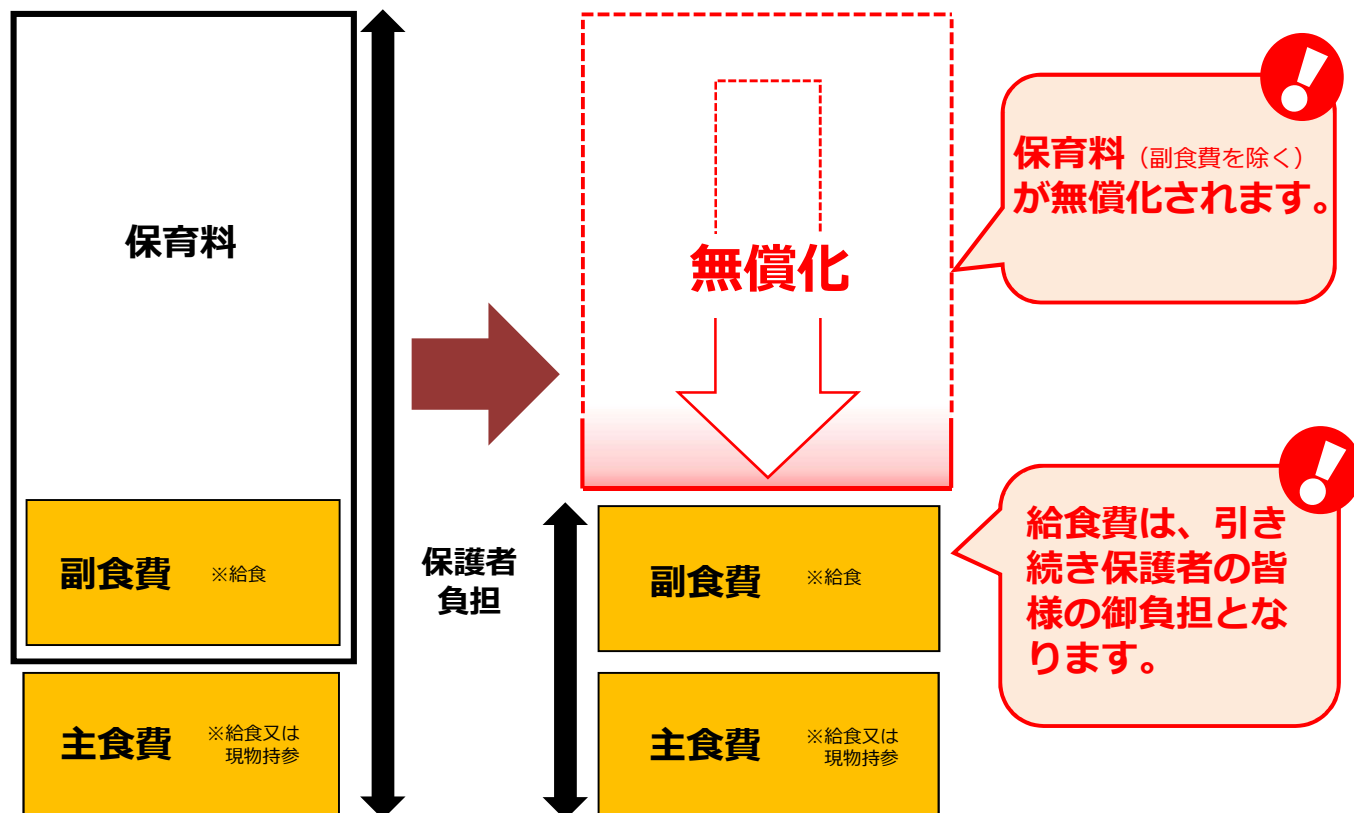 保育料
副食費 ※給食
主食費 ※給食又は
現物持参
保護者
負担
無償化
副食費 ※給食
主食費 ※給食又は
現物持参
保育料（副食費を除く）
が無償化されます。
給食費は、引き
続き保護者の皆
様の御負担とな
ります。